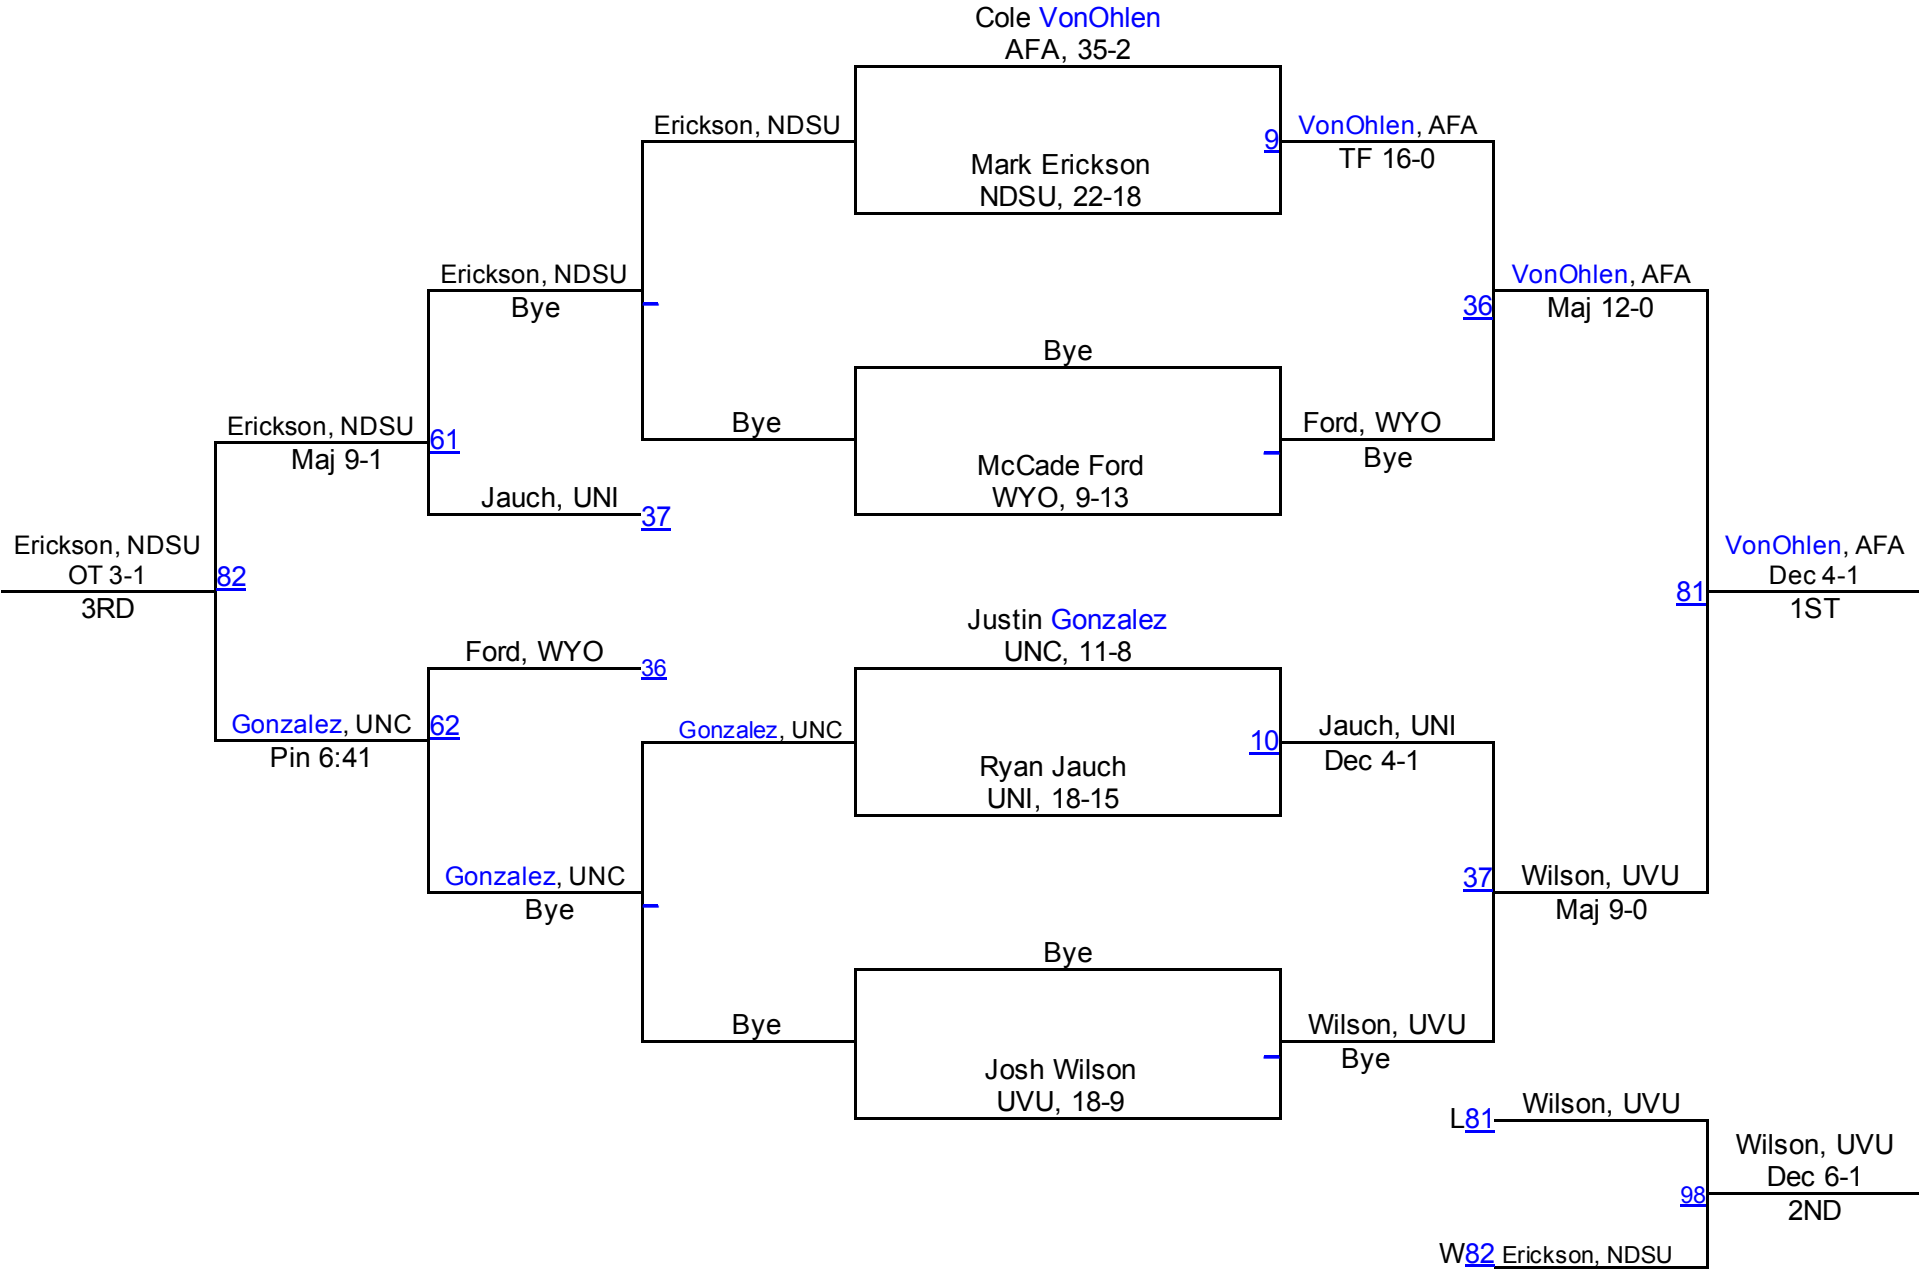 Cole VonOhlen
AFA, 35-2
Erickson, NDSU
9
VonOhlen, AFA
TF 16-0
Mark Erickson
NDSU, 22-18
Erickson, NDSU
Bye
VonOhlen, AFA
36
Maj 12-0
Bye
Erickson, NDSU
Maj 9-1
61
Bye
Ford, WYO
Bye
McCade Ford
WYO, 9-13
Jauch, UNI
37
Erickson, NDSU
OT 3-1
82
3RD
VonOhlen, AFA
Dec 4-1
81
1ST
Justin Gonzalez
UNC, 11-8
Ford, WYO
36
Gonzalez, UNC
62
Pin 6:41
Gonzalez, UNC
10
Jauch, UNI
Dec 4-1
Ryan Jauch
UNI, 18-15
Gonzalez, UNC
Bye
37
Wilson, UVU
Maj 9-0
Bye
Bye
Wilson, UVU
Bye
Josh Wilson
UVU, 18-9
L81
Wilson, UVU
Wilson, UVU
Dec 6-1
98
2ND
W82 Erickson, NDSU